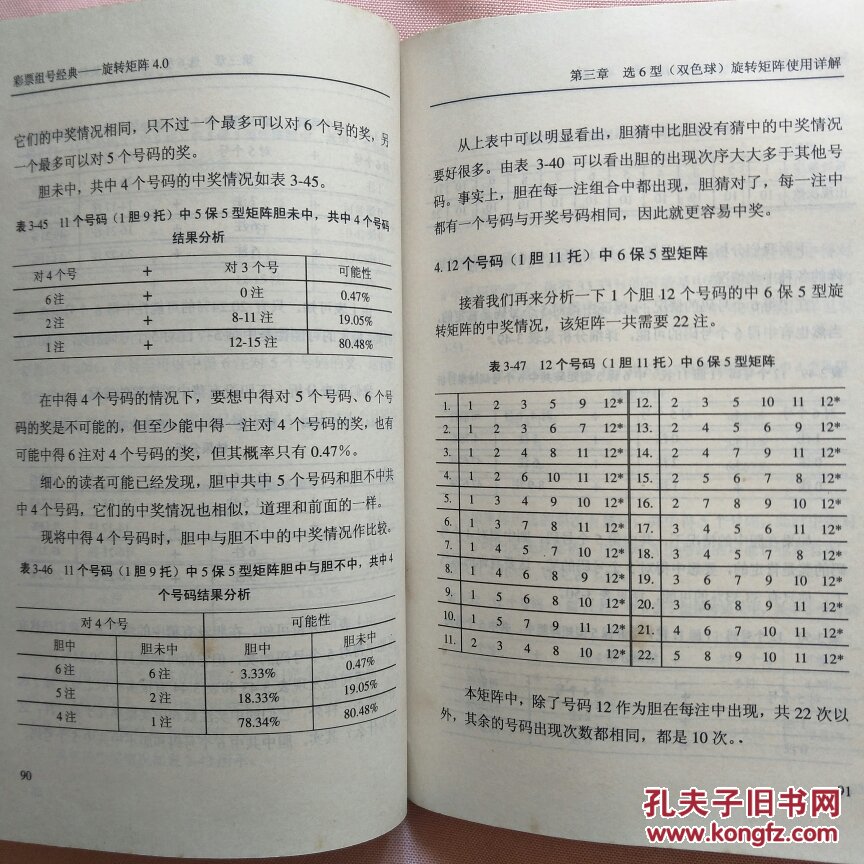 彩票组号经典——旋转矩阵4.0
它们的中奖情况相同，只不过一个最多可以对6个号的奖，另
一个最多可以对5个号码的奖。
胆未中，共中4个号码的中奖情况如表3-45。
表3-45 11个号码（1胆9托）中5保5型矩阵胆未中，共中4个号码
结果分析
对4个号 + 对3个号 可能性
6注 + 0注 0.47%
2注 + 8-11注 19.05%
1注 + 12-15注 80.48%
在中得4个号码的情况下，要想中得对5个号码、6个号
码的奖是不可能的，但至少能中得一注对4个号码的奖，也有
可能中得6注对4个号码的奖，但其概率只有0.47%。
细心的读者可能已经发现，胆中共中5个号码和胆不中共
中4个号码，它们的中奖情况也相似，道理和前面的一样。
现将中得4个号码时，胆中与胆不中的中奖情况作比较。
表3-46 11个号码（1胆9托）中5保5型矩阵胆中与胆不中，共中4
个号码结果分析
对4个号 可能性
胆中 胆未中 胆中 胆未中
6注 6注 3.33% 0.47%
5注 2注 18.33% 19.05%
4注 1注 78.34% 80.48%
90
第三章 选6型（双色球）旋转矩阵使用详解
从上表中可以明显看出，胆猜中比胆没有猜中的中奖情况
要好很多。由表3-40可以看出胆的出现次序大大多于其他号
码。事实上，胆在每一注组合中都出现，胆猜对了，每一注中
都有一个号码与开奖号码相同，因此就更容易中奖。
4.12个号码（1胆11托）中6保5型矩阵
接着我们再来分析一下1个胆12个号码的中6保5型旋
转矩阵的中奖情况，该矩阵一共需要22注。
表3-47 12个号码（1胆11托）中6保5型矩阵
1. 1 2 3 5 9 12* 12. 2 3 5 10 11 12*
2. 1 2 3 6 7 12* 13. 2 4 5 6 9 12*
3. 1 2 4 8 11 12* 14. 2 4 7 9 11 12*
4. 1 2 6 10 11 12* 15. 2 5 6 7 8 12*
5. 1 3 4 9 10 12* 16. 2 7 8 9 10 12*
6. 1 3 7 8 11 12* 17. 3 4 5 6 11 12*
7. 1 4 5 7 10 12* 18. 3 4 5 7 8 12*
8. 1 4 6 8 9 12* 19. 3 6 7 9 10 12*
9. 1 5 6 8 10 12* 20. 3 6 8 9 11 12*
10. 1 5 7 9 11 12* 21. 4 6 7 10 11 12*
11. 2 3 4 8 10 12* 22. 5 8 9 10 11 12*
本矩阵中，除了号码12作为胆在每注中出现，共22次以
外，其余的号码出现次数都相同，都是10次。
91
孔夫子旧书网
www.kongfz.com